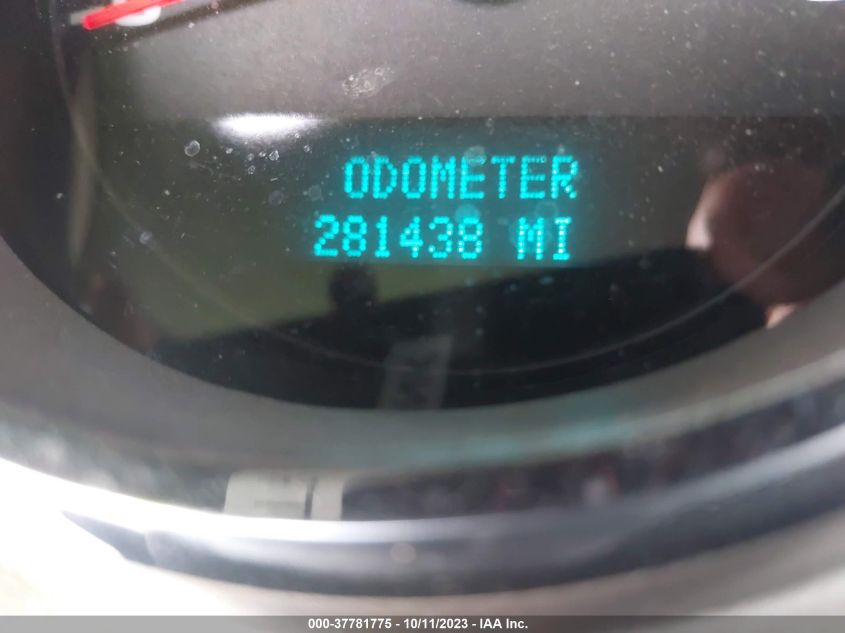 ODOMETER
281438 MI
000-37781775 - 10/11/2023 - IAA Inc.